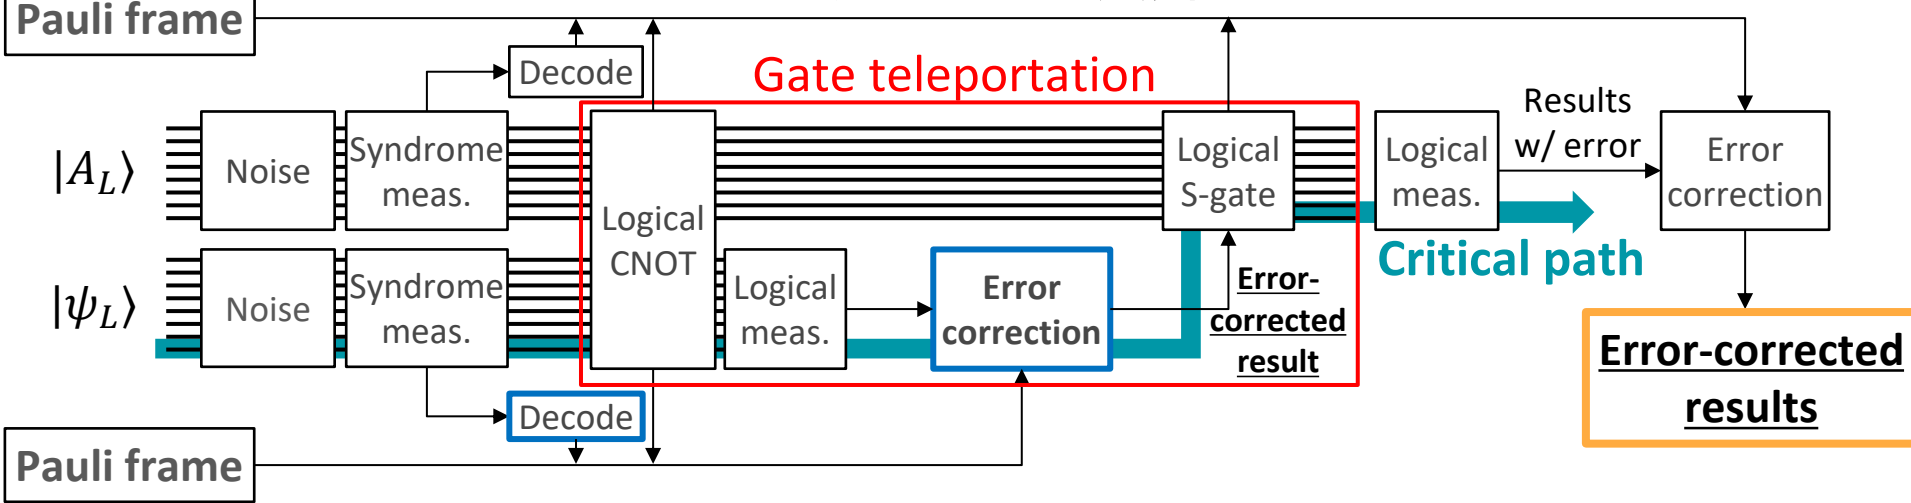 Pauli frame
Decode
Gate teleportation
|A_L⟩
Noise
Syndrome
meas.
Logical
CNOT
Logical
S-gate
Logical
meas.
Results
w/ error
Error
correction
|ψ_L⟩
Noise
Syndrome
meas.
Logical
meas.
Error
correction
Error-
corrected
result
Critical path
Decode
Pauli frame
Error-corrected
results